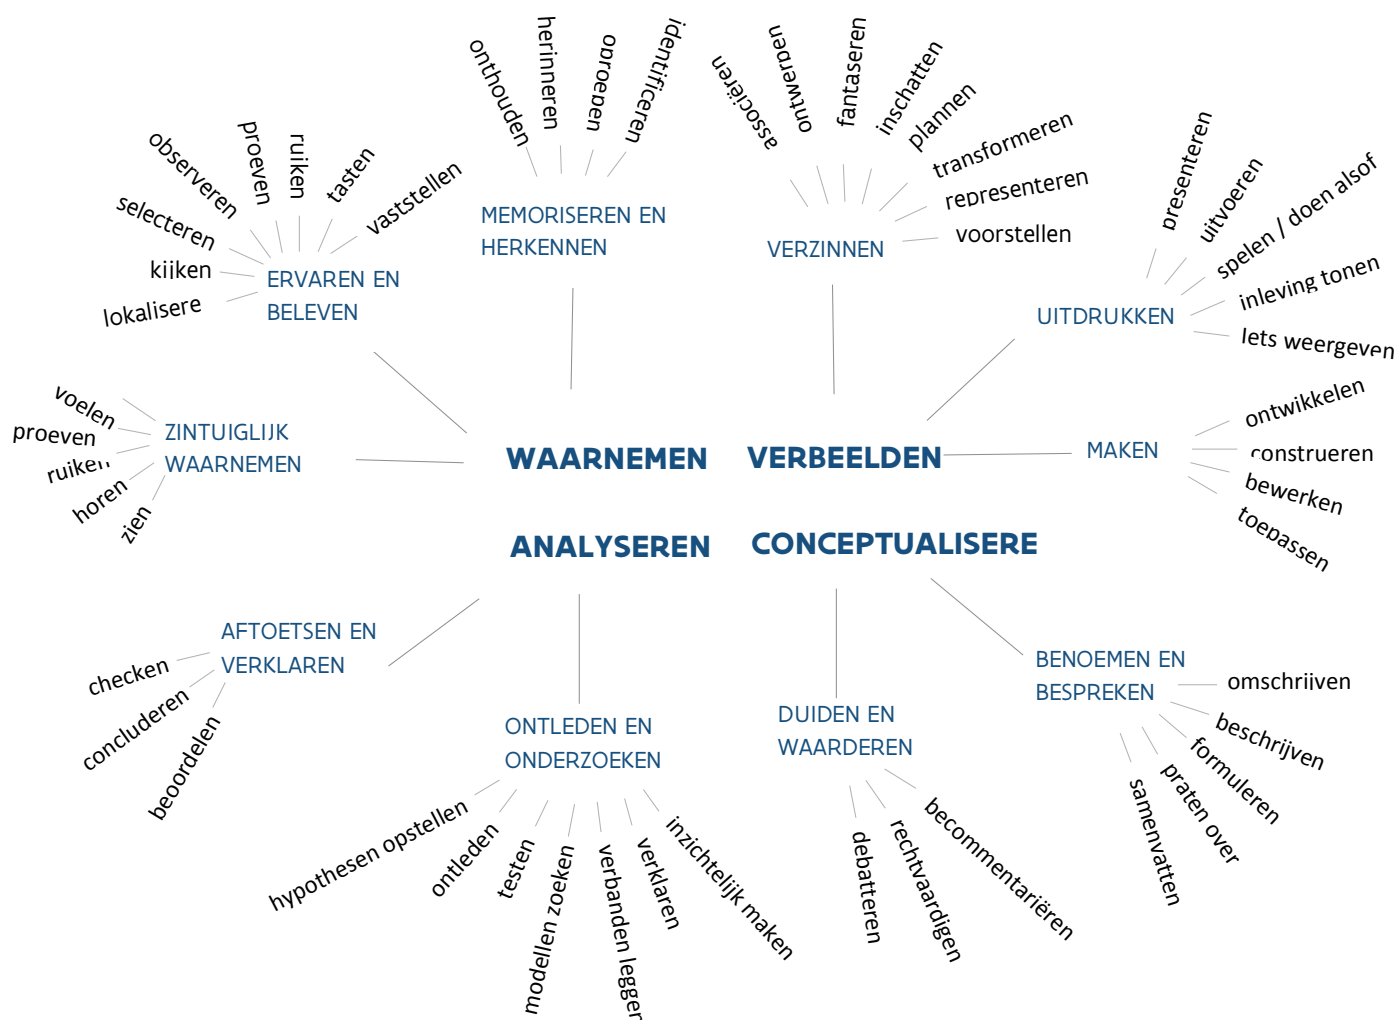 onthouden
herinneren
oproepen
identificeren
MEMORISEREN EN
HERKENNEN
associëren
ontwerpen
fantaseren
inschatten
plannen
transformeren
representeren
voorstellen
VERZINNEN
lokalisere
kijken
selecteren
observeren
proeven
ruiken
tasten
vaststellen
ERVAREN EN
BELEVEN
presenteren
uitvoeren
spelen / doen alsof
inleving tonen
Iets weergeven
UITDRUKKEN
voelen
proeven
ruiken
horen
zien
ZINTUIGLIJK
WAARNEMEN
WAARNEMEN
VERBEELDEN
MAKEN
ontwikkelen
construeren
bewerken
toepassen
ANALYSEREN
CONCEPTUALISERE
AFTOETSEN EN
VERKLAREN
checken
concluderen
beoordelen
ONTLEDEN EN
ONDERZOEKEN
hypothesen opstellen
ontleden
testen
modellen zoeken
verbanden leggen
verklaren
inzichtelijk maken
DUIDEN EN
WAARDEREN
debatteren
rechtvaardigen
becommentariëren
BENOEMEN EN
BESPREKEN
omschrijven
beschrijven
formuleren
praten over
samenvatten